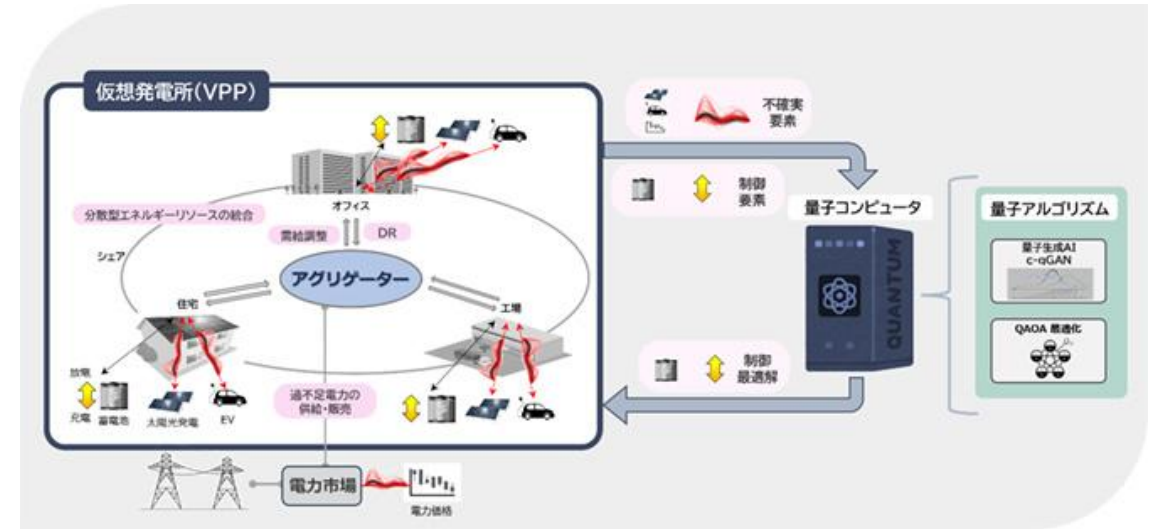 仮想発電所(VPP)
オフィス
分散型エネルギーリソースの統合
需給調整
DR
シェア
アグリゲーター
住宅
工場
放電
充電
蓄電池
太陽光発電
EV
過不足電力の
供給・販売
電力市場
電力価格
不確実
要素
制御
要素
量子コンピュータ
QUANTUM
制御
最適解
量子アルゴリズム
量子生成AI
c-qGAN
QAOA 最適化